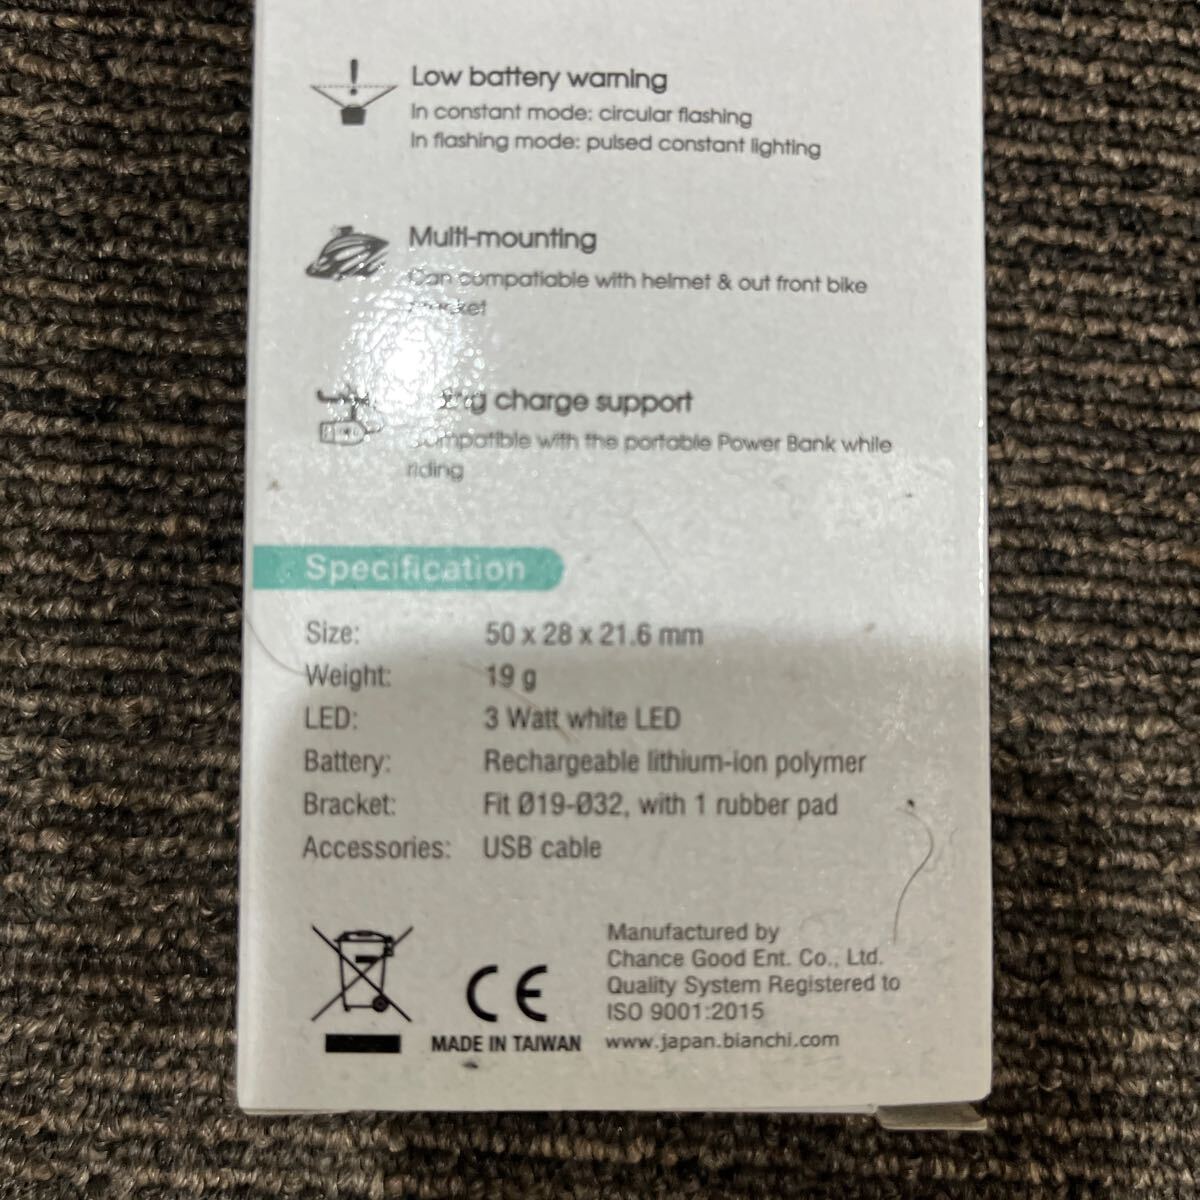 Low battery warning
In constant mode: circular flashing
In flashing mode: pulsed constant lighting
Multi-mounting
compatiable with helmet & out front bike
charge support
with the portable Power Bank while
riding
Specification
Size: 50 x 28 x 21.6 mm
Weight: 19 g
LED: 3 Watt white LED
Battery: Rechargeable lithium-ion polymer
Bracket: Fit Ø19-Ø32, with 1 rubber pad
Accessories: USB cable
Manufactured by
Chance Good Ent. Co., Ltd.
Quality System Registered to
ISO 9001:2015
www.japan.bianchi.com
CE
MADE IN TAIWAN